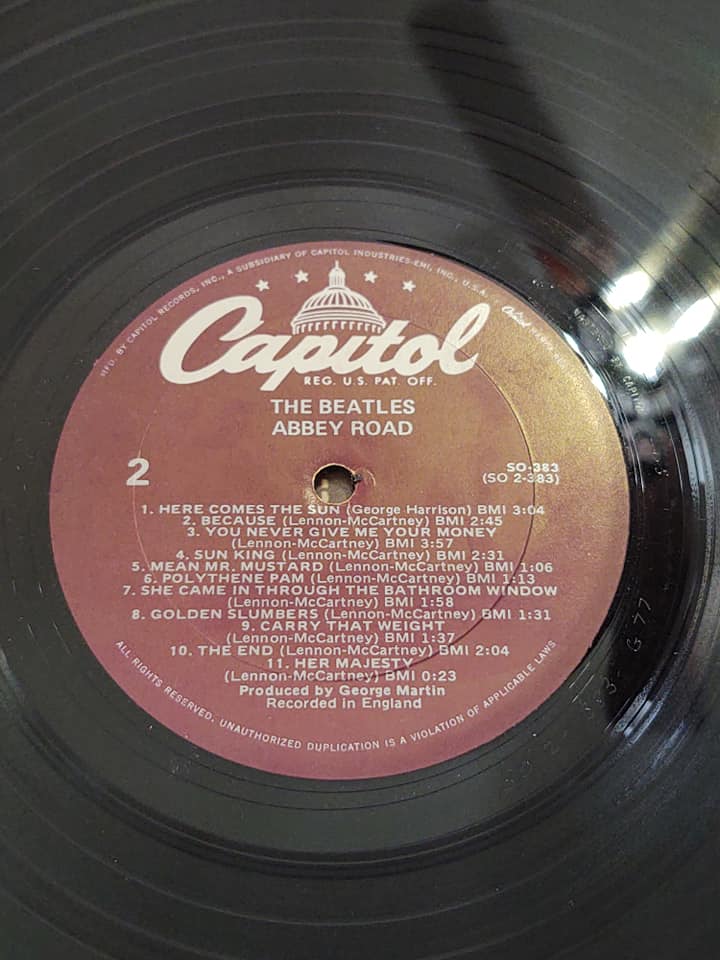 MFD. BY CAPITOL RECORDS, INC., A SUBSIDIARY OF CAPITOL INDUSTRIES-EMI, INC., U.S.A.
Capitol
REG. U.S. PAT. OFF.
THE BEATLES
ABBEY ROAD
2
SO-383
(SO 2-383)
1. HERE COMES THE SUN (George Harrison) BMI 3:04
2. BECAUSE (Lennon-McCartney) BMI 2:45
3. YOU NEVER GIVE ME YOUR MONEY
(Lennon-McCartney) BMI 3:57
4. SUN KING (Lennon-McCartney) BMI 2:31
5. MEAN MR. MUSTARD (Lennon-McCartney) BMI 1:06
6. POLYTHENE PAM (Lennon-McCartney) BMI 1:13
7. SHE CAME IN THROUGH THE BATHROOM WINDOW
(Lennon-McCartney) BMI 1:58
8. GOLDEN SLUMBERS (Lennon-McCartney) BMI 1:31
9. CARRY THAT WEIGHT
(Lennon-McCartney) BMI 1:37
10. THE END (Lennon-McCartney) BMI 2:04
11. HER MAJESTY
(Lennon-McCartney) BMI 0:23
Produced by George Martin
Recorded in England
ALL RIGHTS RESERVED. UNAUTHORIZED DUPLICATION IS A VIOLATION OF APPLICABLE LAWS